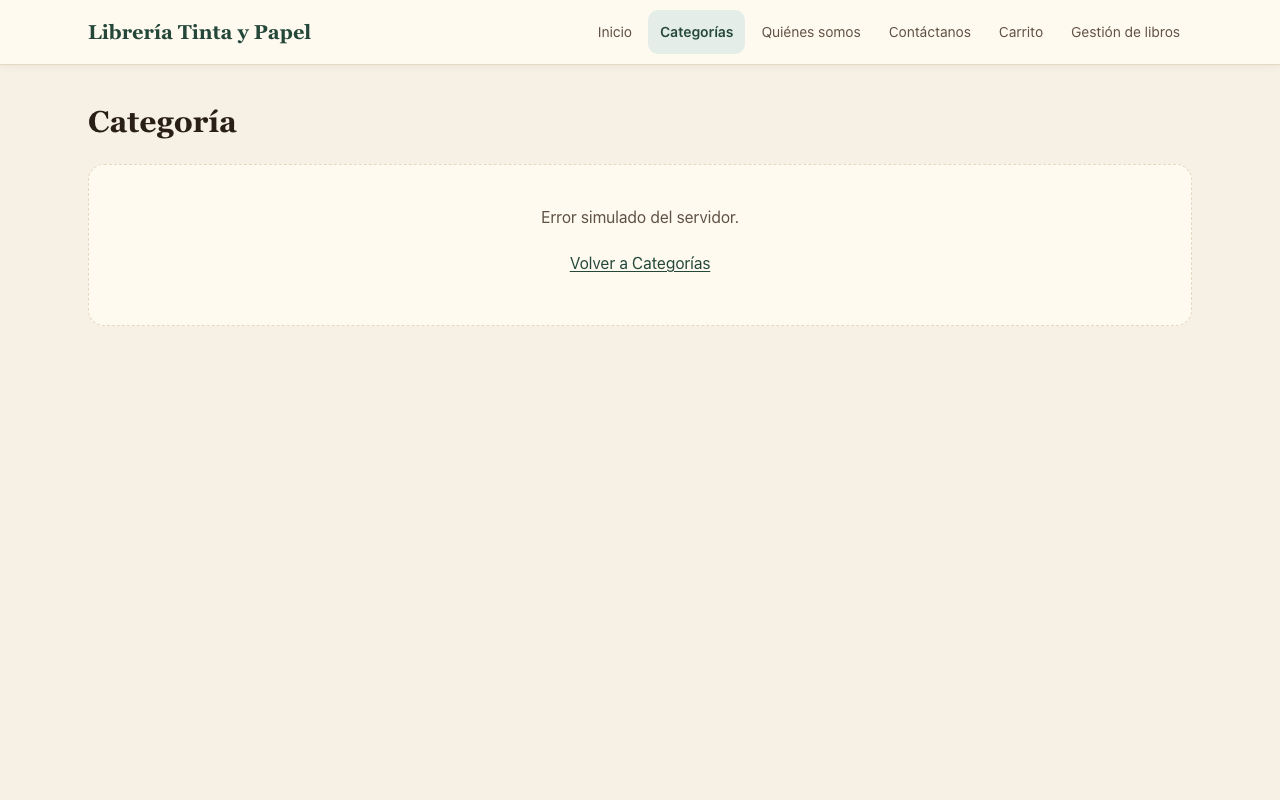 Librería Tinta y Papel
Inicio
Categorías
Quiénes somos
Contáctanos
Carrito
Gestión de libros
Categoría
Error simulado del servidor.
Volver a Categorías